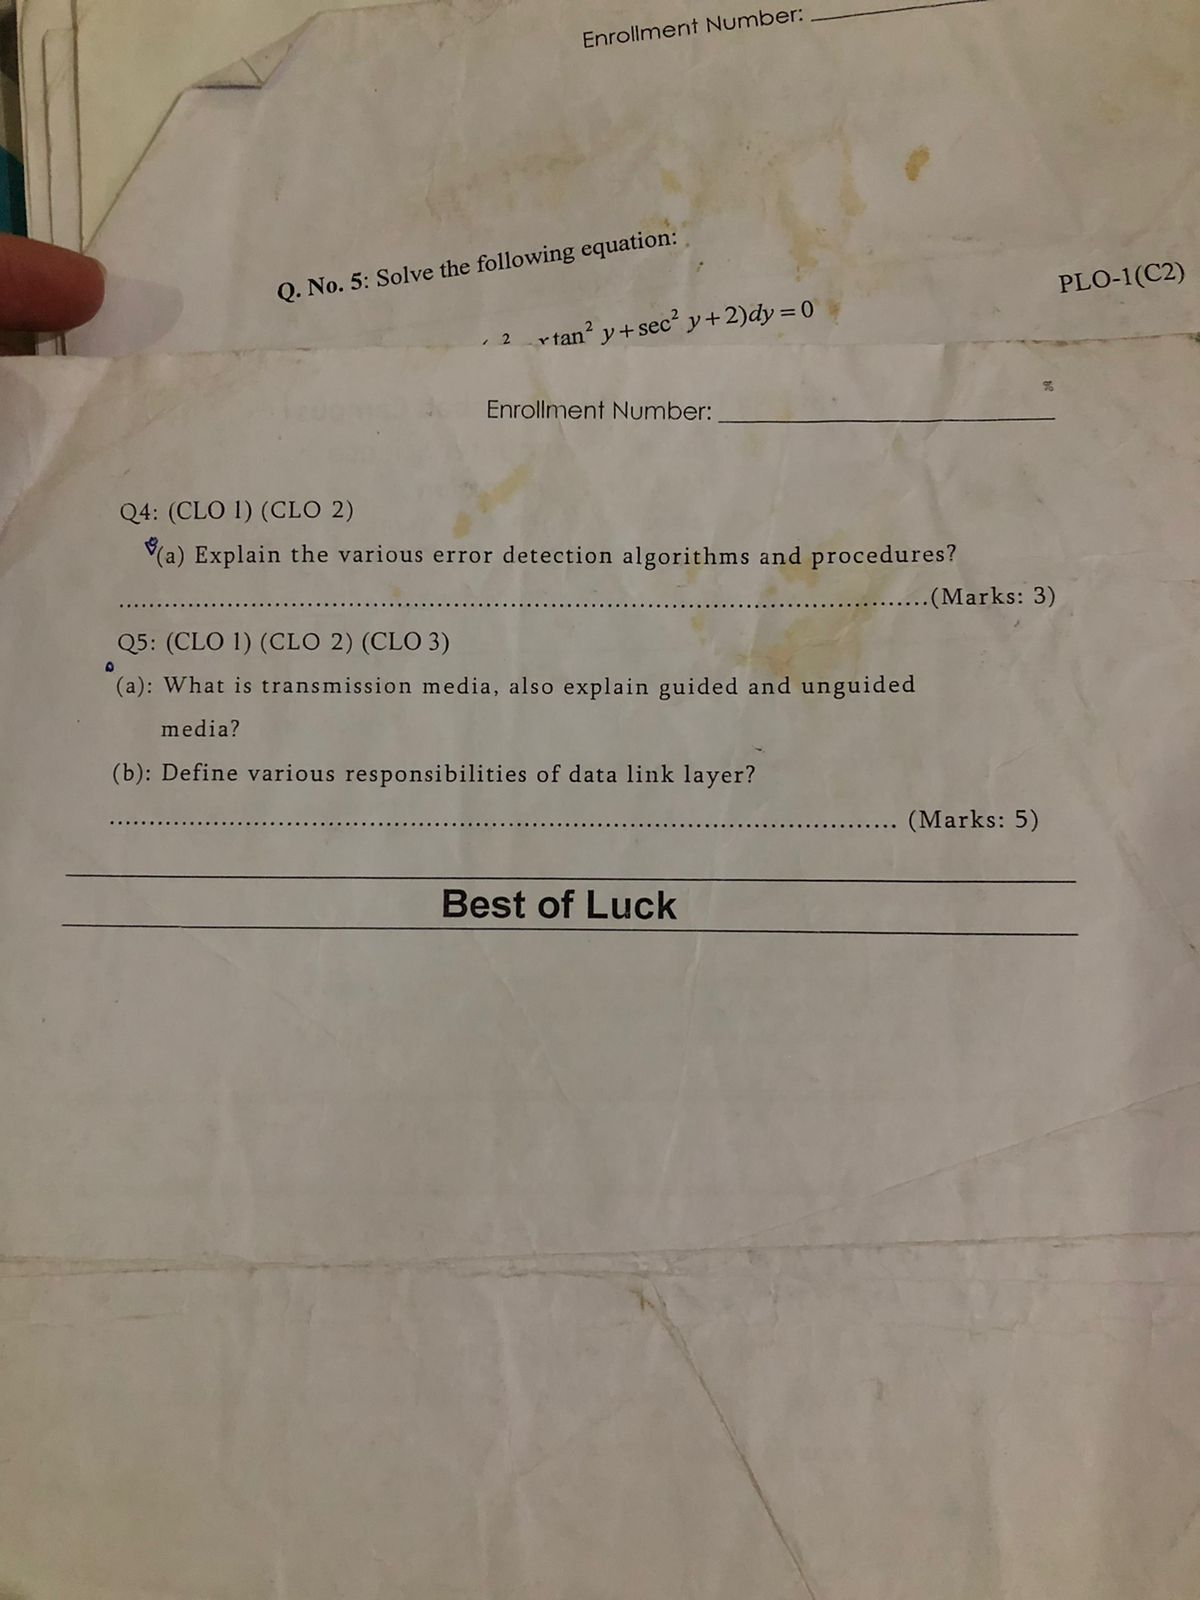 Enrollment Number: ____________
Q. No. 5: Solve the following equation:
PLO-1(C2)
2 x tan² y + sec² y + 2)dy = 0
%
Enrollment Number: ____________________
Q4: (CLO 1) (CLO 2)
(a) Explain the various error detection algorithms and procedures?
....................................................................................................(Marks: 3)
Q5: (CLO 1) (CLO 2) (CLO 3)
(a): What is transmission media, also explain guided and unguided
media?
(b): Define various responsibilities of data link layer?
.................................................................................................... (Marks: 5)
Best of Luck